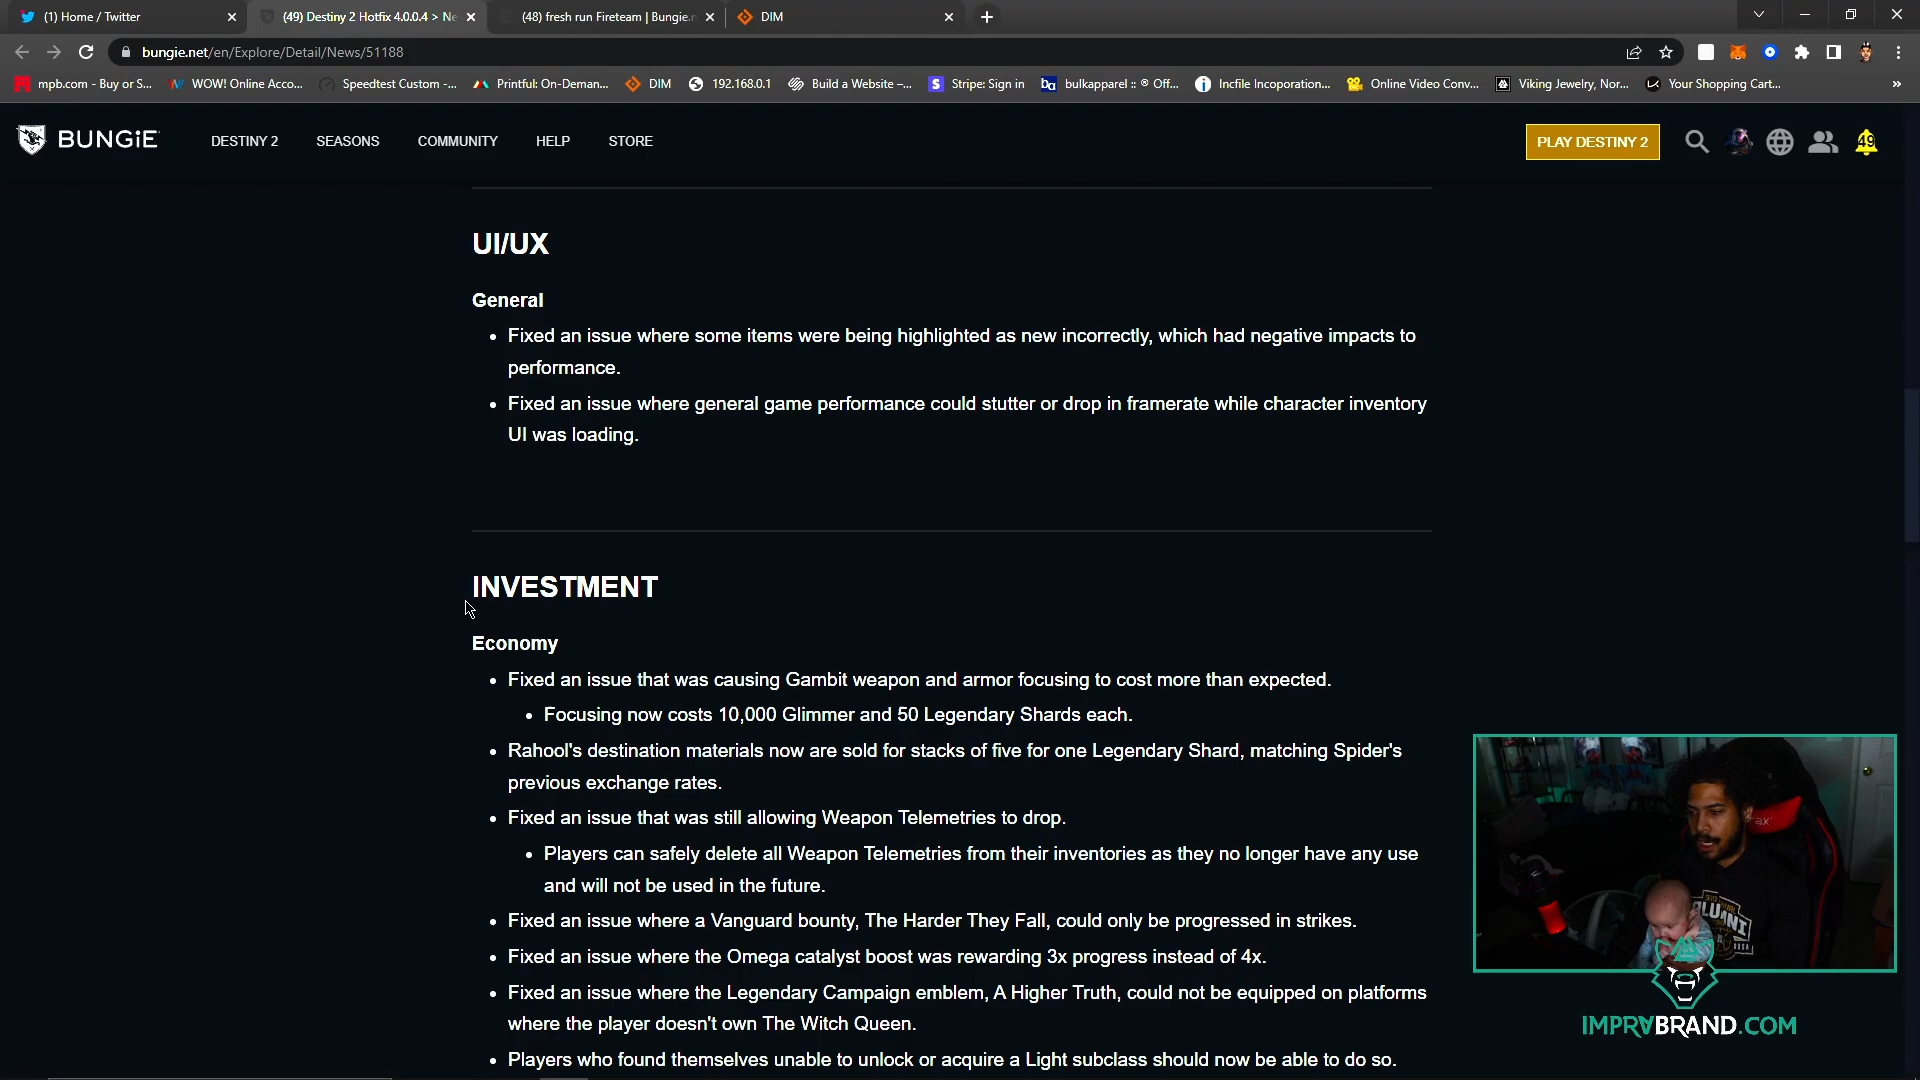 (1) Home / Twitter
(49) Destiny 2 Hotfix 4.0.0.4 > Ne
(48) fresh run Fireteam | Bungie.n
DIM
bungie.net/en/Explore/Detail/News/51188
mpb.com - Buy or S...
WOW! Online Acco...
Speedtest Custom -...
Printful: On-Deman...
DIM
192.168.0.1
Build a Website –...
Stripe: Sign in
bulkapparel :: ® Off...
Incfile Incoporation...
Online Video Conv...
Viking Jewelry, Nor...
Your Shopping Cart...
BUNGiE
DESTINY 2
SEASONS
COMMUNITY
HELP
STORE
PLAY DESTINY 2
49
UI/UX
General
• Fixed an issue where some items were being highlighted as new incorrectly, which had negative impacts to
performance.
• Fixed an issue where general game performance could stutter or drop in framerate while character inventory
UI was loading.
INVESTMENT
Economy
• Fixed an issue that was causing Gambit weapon and armor focusing to cost more than expected.
• Focusing now costs 10,000 Glimmer and 50 Legendary Shards each.
• Rahool's destination materials now are sold for stacks of five for one Legendary Shard, matching Spider's
previous exchange rates.
• Fixed an issue that was still allowing Weapon Telemetries to drop.
• Players can safely delete all Weapon Telemetries from their inventories as they no longer have any use
and will not be used in the future.
• Fixed an issue where a Vanguard bounty, The Harder They Fall, could only be progressed in strikes.
• Fixed an issue where the Omega catalyst boost was rewarding 3x progress instead of 4x.
• Fixed an issue where the Legendary Campaign emblem, A Higher Truth, could not be equipped on platforms
where the player doesn't own The Witch Queen.
• Players who found themselves unable to unlock or acquire a Light subclass should now be able to do so.
IMPRVBRAND.COM